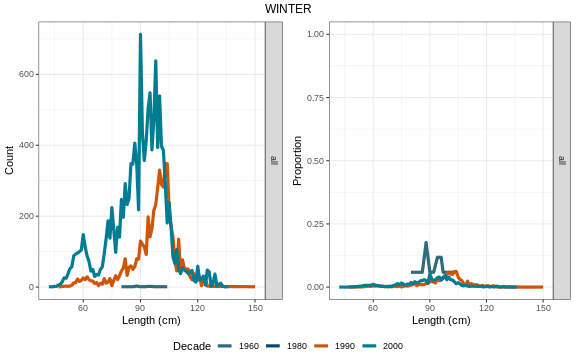 WINTER
Count
600
400
200
0
60
90
120
150
Length (cm)
all
Proportion
1.00
0.75
0.50
0.25
0.00
60
90
120
150
Length (cm)
all
Decade 1960 1980 1990 2000